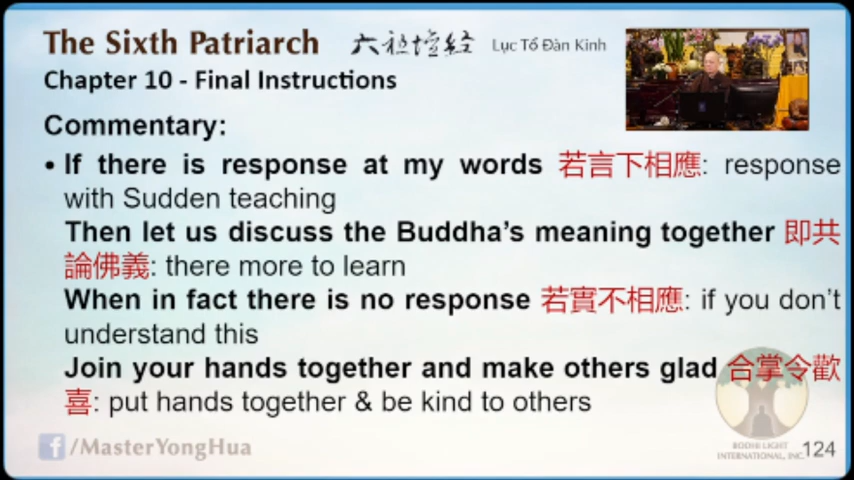 The Sixth Patriarch 六祖壇经 Lục Tổ Đàn Kinh
Chapter 10 - Final Instructions
Commentary:
• If there is response at my words 若言下相應: response
with Sudden teaching
Then let us discuss the Buddha's meaning together 即共
論佛義: there more to learn
When in fact there is no response 若實不相應: if you don't
understand this
Join your hands together and make others glad 合掌令歡
喜: put hands together & be kind to others
f /MasterYongHua
BODHI LIGHT
INTERNATIONAL, INC.
124